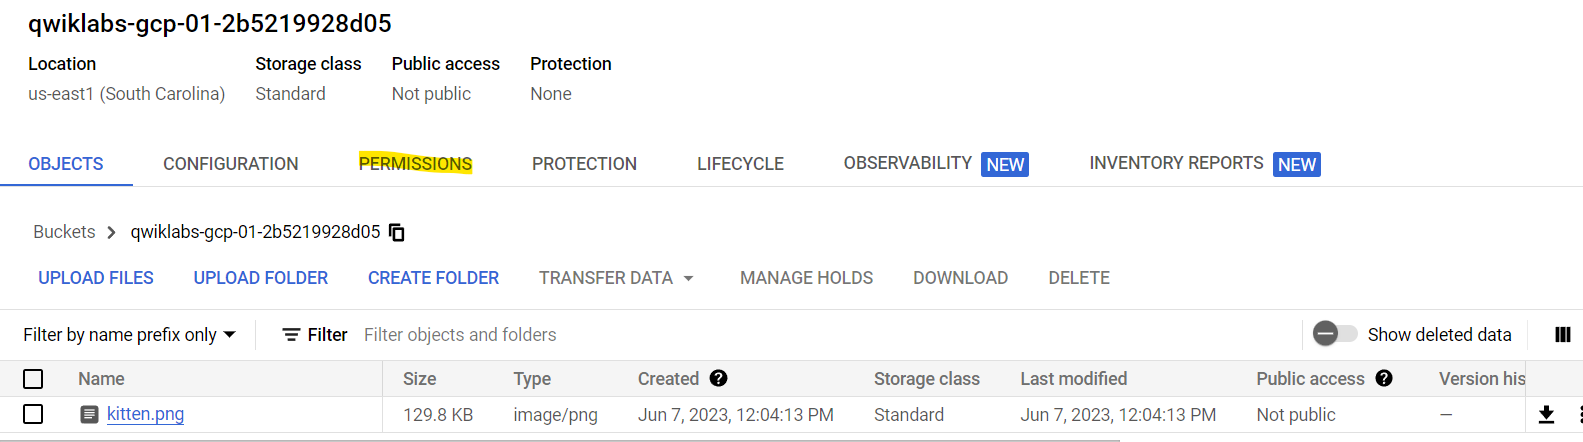 qwiklabs-gcp-01-2b5219928d05
Location Storage class Public access Protection
us-east1 (South Carolina) Standard Not public None
OBJECTS CONFIGURATION PERMISSIONS PROTECTION LIFECYCLE OBSERVABILITY NEW INVENTORY REPORTS NEW
Buckets > qwiklabs-gcp-01-2b5219928d05
UPLOAD FILES UPLOAD FOLDER CREATE FOLDER TRANSFER DATA MANAGE HOLDS DOWNLOAD DELETE
Filter by name prefix only Filter Filter objects and folders Show deleted data
Name Size Type Created Storage class Last modified Public access Version his
kitten.png 129.8 KB image/png Jun 7, 2023, 12:04:13 PM Standard Jun 7, 2023, 12:04:13 PM Not public —